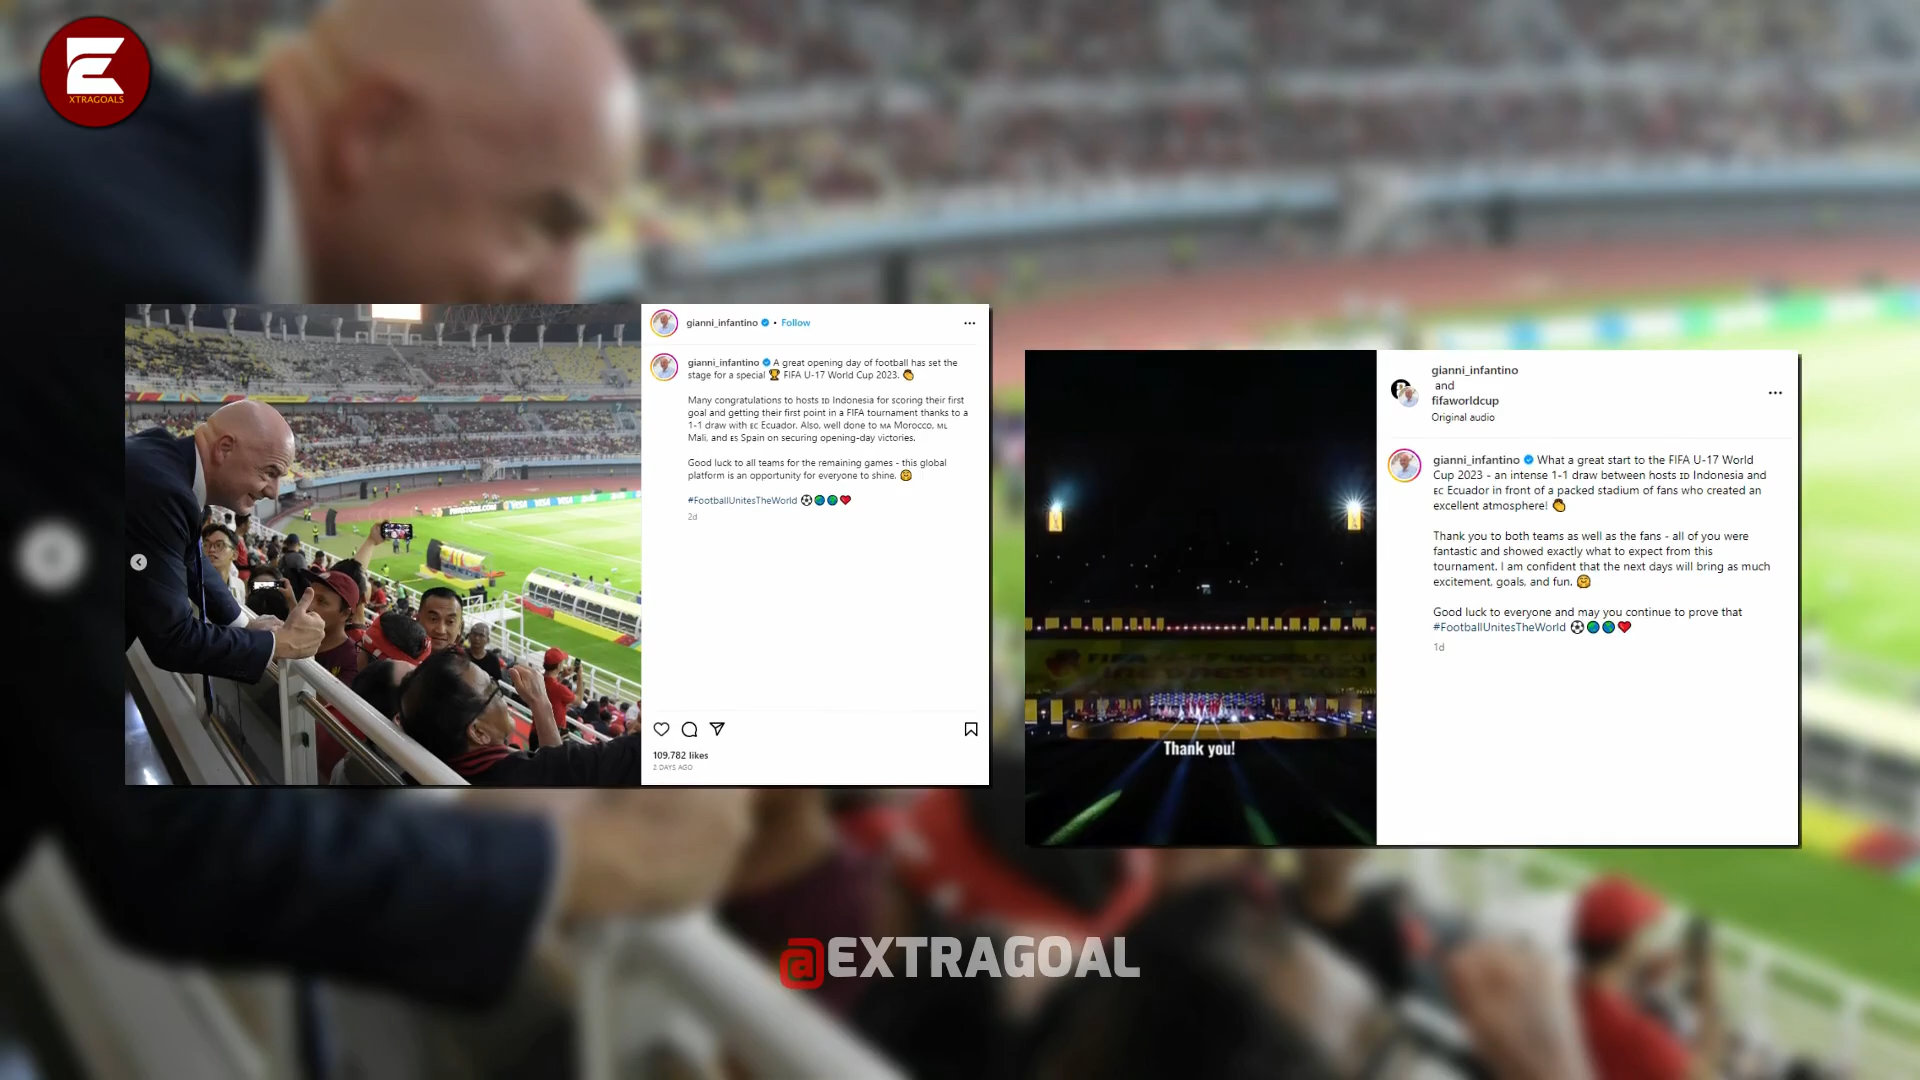 E
XTRAGOALS
gianni_infantino • Follow
gianni_infantino A great opening day of football has set the
stage for a special 🏆 FIFA U-17 World Cup 2023. 👏
Many congratulations to hosts ID Indonesia for scoring their first
goal and getting their first point in a FIFA tournament thanks to a
1-1 draw with EC Ecuador. Also, well done to MA Morocco, ML
Mali, and ES Spain on securing opening-day victories.
Good luck to all teams for the remaining games - this global
platform is an opportunity for everyone to shine. 🤗
#FootballUnitesTheWorld ⚽🌍🌏❤️
2d
109,782 likes
2 DAYS AGO
Thank you!
gianni_infantino
and
fifaworldcup
Original audio
gianni_infantino What a great start to the FIFA U-17 World
Cup 2023 - an intense 1-1 draw between hosts ID Indonesia and
EC Ecuador in front of a packed stadium of fans who created an
excellent atmosphere! 👏
Thank you to both teams as well as the fans - all of you were
fantastic and showed exactly what to expect from this
tournament. I am confident that the next days will bring as much
excitement, goals, and fun. 🤗
Good luck to everyone and may you continue to prove that
#FootballUnitesTheWorld ⚽🌍🌏❤️
1d
@EXTRAGOAL